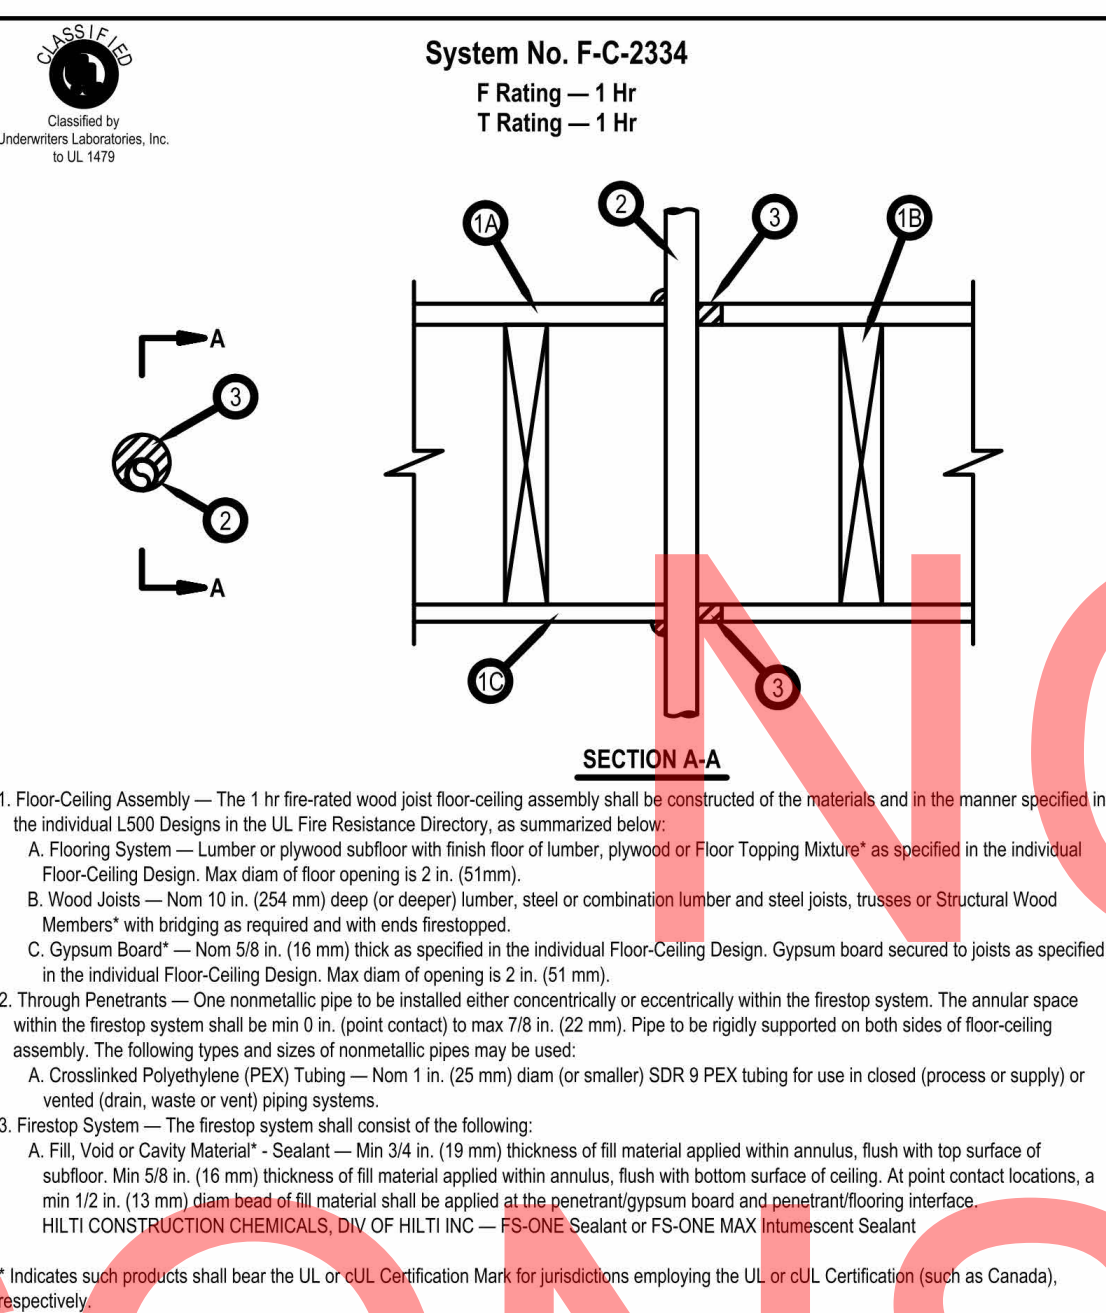 CLASSIFIED
UL
Classified by
Underwriters Laboratories, Inc.
to UL 1479
System No. F-C-2334
F Rating — 1 Hr
T Rating — 1 Hr
1A
2
3
1B
A
3
2
A
1C
3
SECTION A-A
1. Floor-Ceiling Assembly — The 1 hr fire-rated wood joist floor-ceiling assembly shall be constructed of the materials and in the manner specified in
the individual L500 Designs in the UL Fire Resistance Directory, as summarized below:
A. Flooring System — Lumber or plywood subfloor with finish floor of lumber, plywood or Floor Topping Mixture* as specified in the individual
Floor-Ceiling Design. Max diam of floor opening is 2 in. (51mm).
B. Wood Joists — Nom 10 in. (254 mm) deep (or deeper) lumber, steel or combination lumber and steel joists, trusses or Structural Wood
Members* with bridging as required and with ends firestopped.
C. Gypsum Board* — Nom 5/8 in. (16 mm) thick as specified in the individual Floor-Ceiling Design. Gypsum board secured to joists as specified
in the individual Floor-Ceiling Design. Max diam of opening is 2 in. (51 mm).
2. Through Penetrants — One nonmetallic pipe to be installed either concentrically or eccentrically within the firestop system. The annular space
within the firestop system shall be min 0 in. (point contact) to max 7/8 in. (22 mm). Pipe to be rigidly supported on both sides of floor-ceiling
assembly. The following types and sizes of nonmetallic pipes may be used:
A. Crosslinked Polyethylene (PEX) Tubing — Nom 1 in. (25 mm) diam (or smaller) SDR 9 PEX tubing for use in closed (process or supply) or
vented (drain, waste or vent) piping systems.
3. Firestop System — The firestop system shall consist of the following:
A. Fill, Void or Cavity Material* - Sealant — Min 3/4 in. (19 mm) thickness of fill material applied within annulus, flush with top surface of
subfloor. Min 5/8 in. (16 mm) thickness of fill material applied within annulus, flush with bottom surface of ceiling. At point contact locations, a
min 1/2 in. (13 mm) diam bead of fill material shall be applied at the penetrant/gypsum board and penetrant/flooring interface.
HILTI CONSTRUCTION CHEMICALS, DIV OF HILTI INC — FS-ONE Sealant or FS-ONE MAX Intumescent Sealant
* Indicates such products shall bear the UL or cUL Certification Mark for jurisdictions employing the UL or cUL Certification (such as Canada),
respectively.